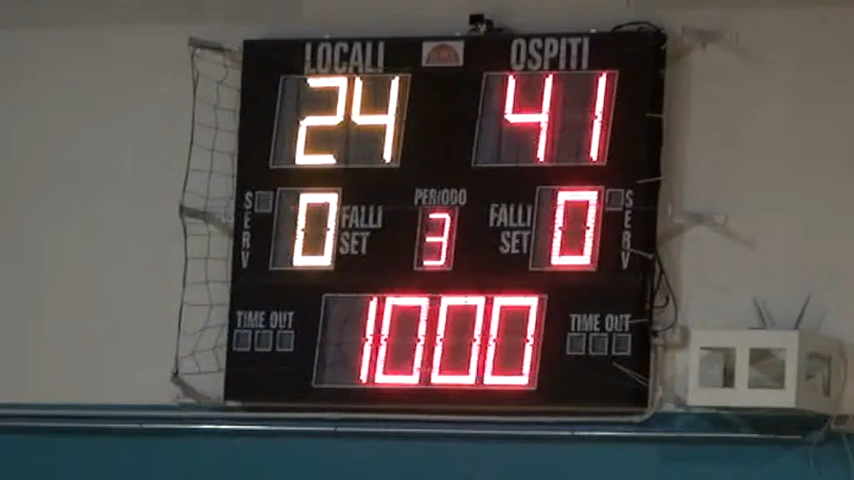 LOCALI OSPITI
24 41
PERIODO
SERV 0 FALLI SET 3 FALLI SET 0 SERV
TIME OUT 1000 TIME OUT